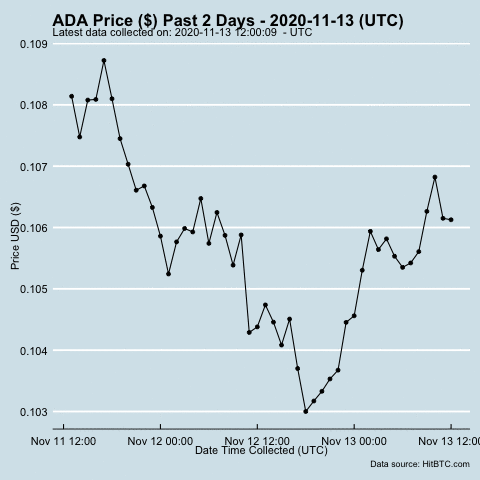 ADA Price ($) Past 2 Days - 2020-11-13 (UTC)
Latest data collected on: 2020-11-13 12:00:09 - UTC
0.109
0.108
0.107
0.106
0.105
0.104
0.103
Price USD ($)
Nov 11 12:00 Nov 12 00:00 Nov 12 12:00 Nov 13 00:00 Nov 13 12:00
Date Time Collected (UTC)
Data source: HitBTC.com